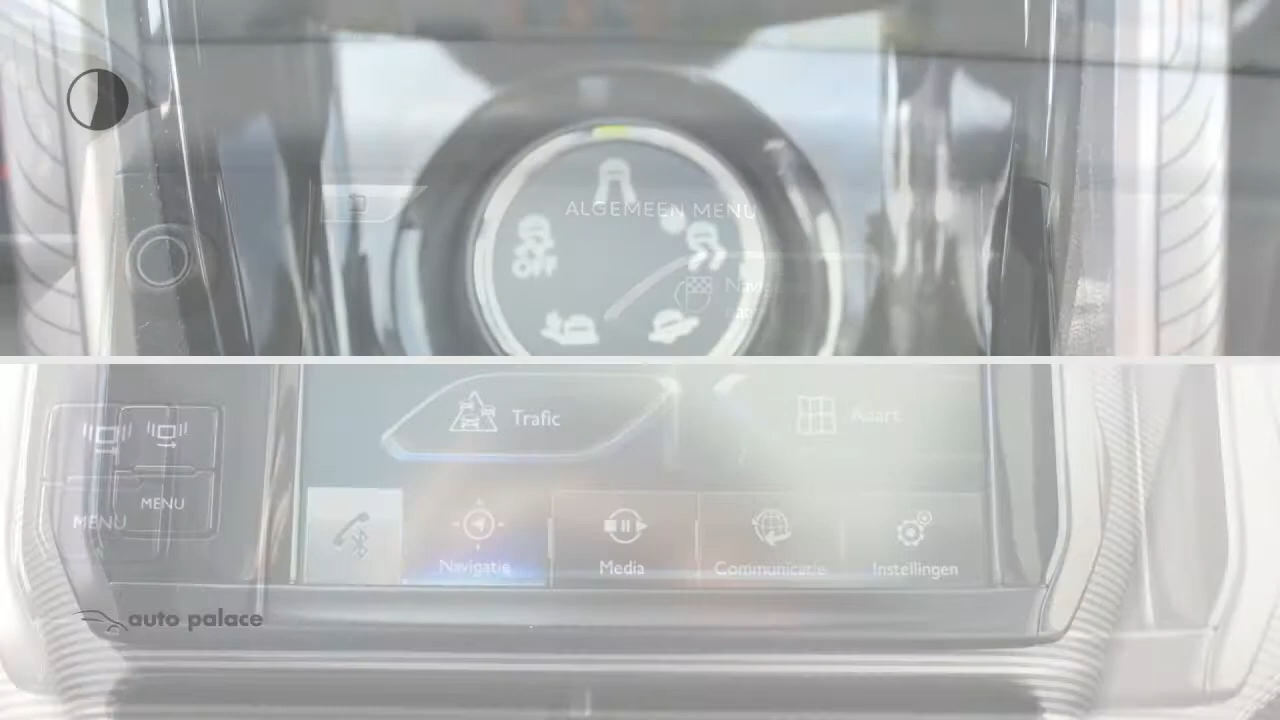 ALGEMEEN MENU
OFF
Trafic
Kaart
MENU
MENU
Navigatie
Media
Communicatie
Instellingen
auto palace